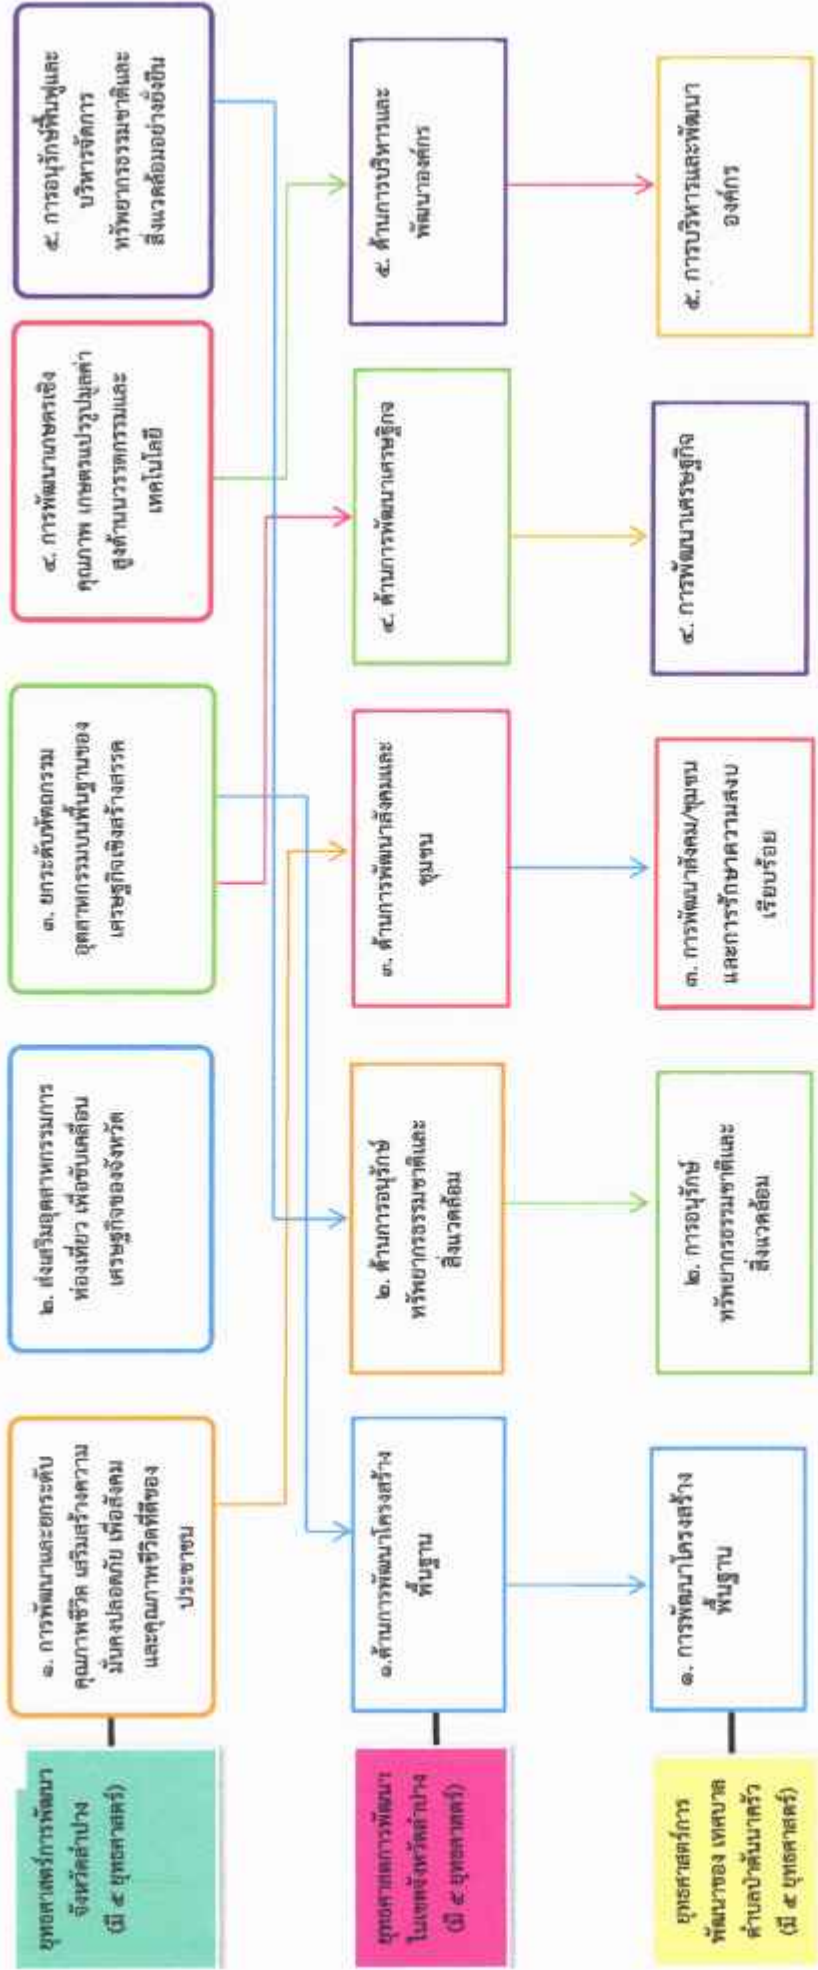 ยุทธศาสตร์การพัฒนา
จังหวัดลำปาง
(มี ๕ ยุทธศาสตร์)
๑. การพัฒนาและยกระดับ
คุณภาพชีวิต เสริมสร้างความ
มั่นคงปลอดภัย เพื่อสังคม
และคุณภาพชีวิตที่ดีของ
ประชาชน
๒. ส่งเสริมอุตสาหกรรมการ
ท่องเที่ยว เพื่อขับเคลื่อน
เศรษฐกิจของจังหวัด
๓. ยกระดับหัตถกรรม
อุตสาหกรรมบนพื้นฐานของ
เศรษฐกิจเชิงสร้างสรรค
๔. การพัฒนาเกษตรเชิง
คุณภาพ เกษตรแปรรูปมูลค่า
สูงด้านนวรรตกรรมและ
เทคโนโลยี
๕. การอนุรักษ์ฟื้นฟูและ
บริหารจัดการ
ทรัพยากรธรรมชาติและ
สิ่งแวดล้อมอย่างยั่งยืน
ยุทธศาสตการพัฒนา
ในเขตจังหวัดลำปาง
(มี ๕ ยุทธศาสตร์)
๑.ด้านการพัฒนาโครงสร้าง
พื้นฐาน
๒. ด้านการอนุรักษ์
ทรัพยากรธรรมชาติและ
สิ่งแวดล้อม
๓. ด้านการพัฒนาสังคมและ
ชุมชน
๔. ด้านการพัฒนาเศรษฐกิจ
๕. ด้านการบริหารและ
พัฒนาองค์กร
ยุทธศาสตร์การ
พัฒนาของ เทศบาล
ตำบลป่าตันนาครัว
(มี ๕ ยุทธศาสตร์)
๑. การพัฒนาโครงสร้าง
พื้นฐาน
๒. การอนุรักษ์
ทรัพยากรธรรมชาติและ
สิ่งแวดล้อม
๓. การพัฒนาสังคม/ชุมชน
และการรักษาความสงบ
เรียบร้อย
๔. การพัฒนาเศรษฐกิจ
๕. การบริหารและพัฒนา
องค์กร